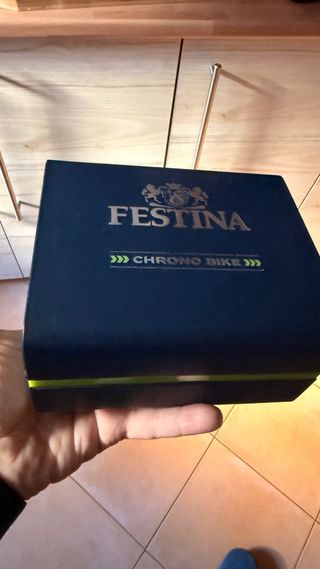 FESTINA
»» CHRONO BIKE »»